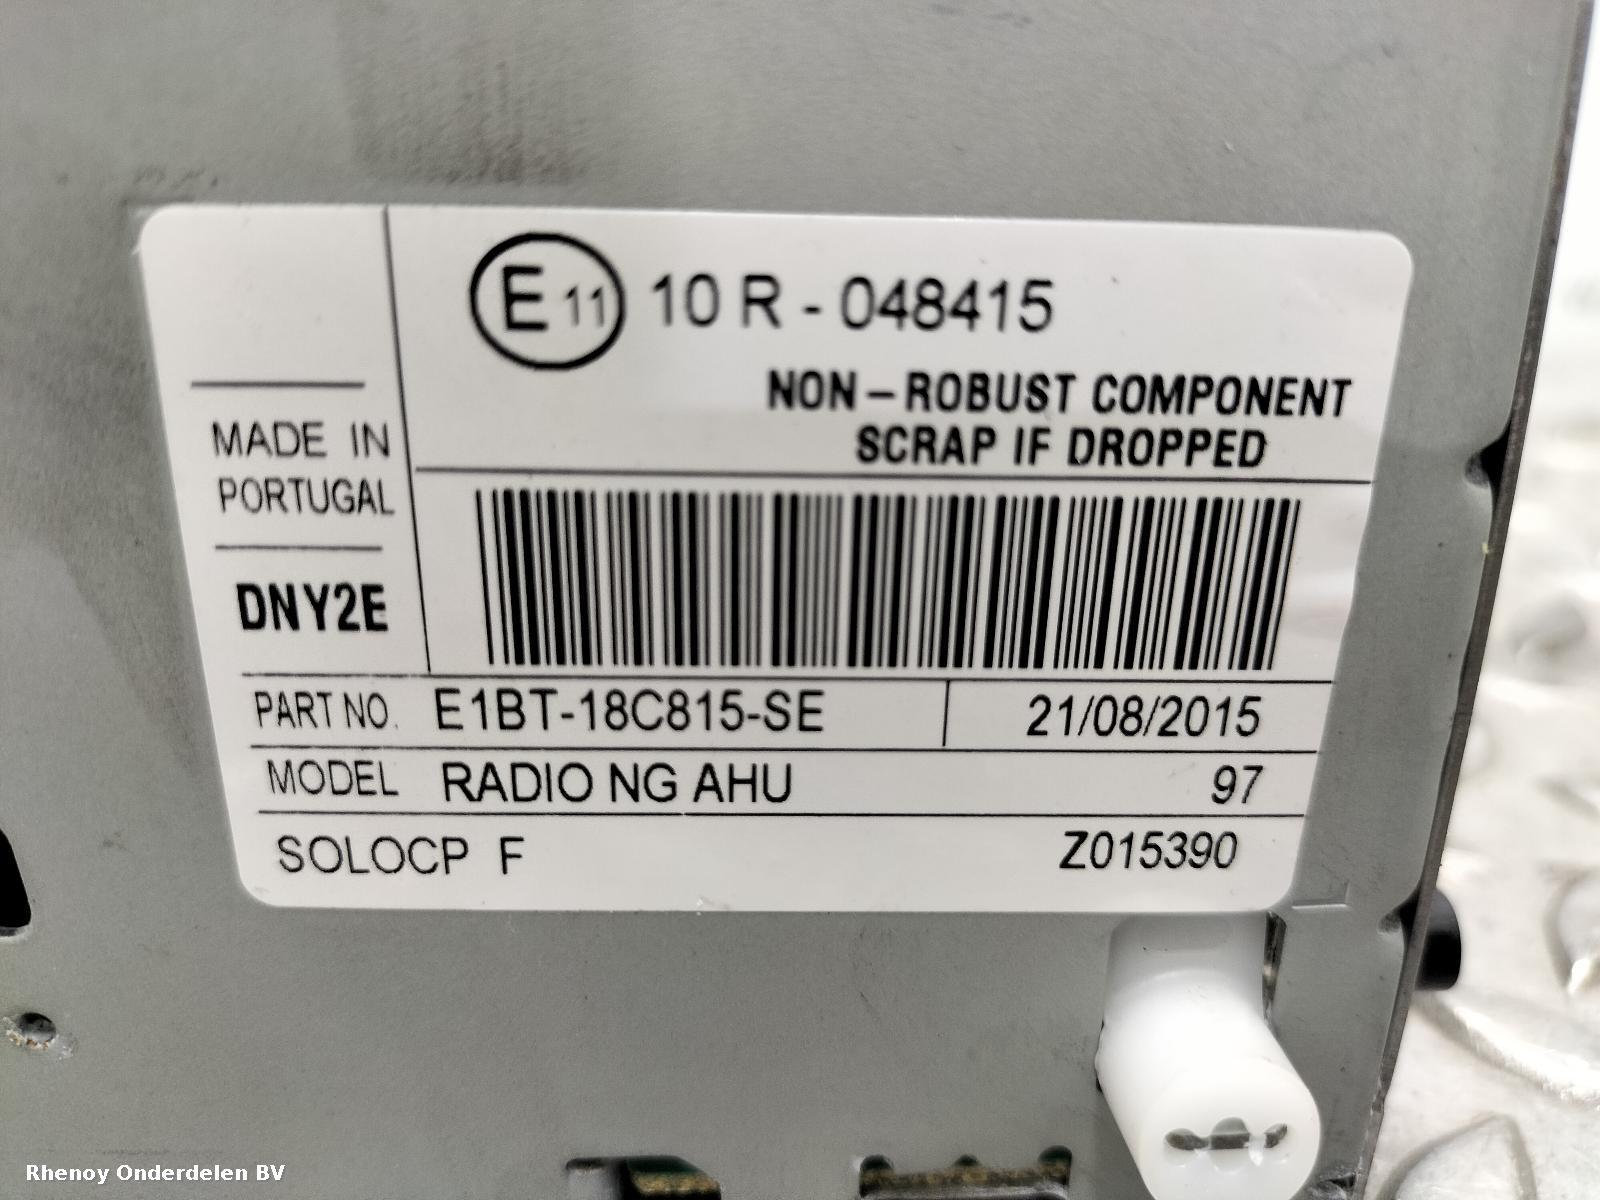 E 11 10 R - 048415
NON-ROBUST COMPONENT
SCRAP IF DROPPED
MADE IN
PORTUGAL
DNY2E
PART NO. E1BT-18C815-SE 21/08/2015
MODEL RADIO NG AHU 97
SOLOCP F Z015390
Rhenoy Onderdelen BV